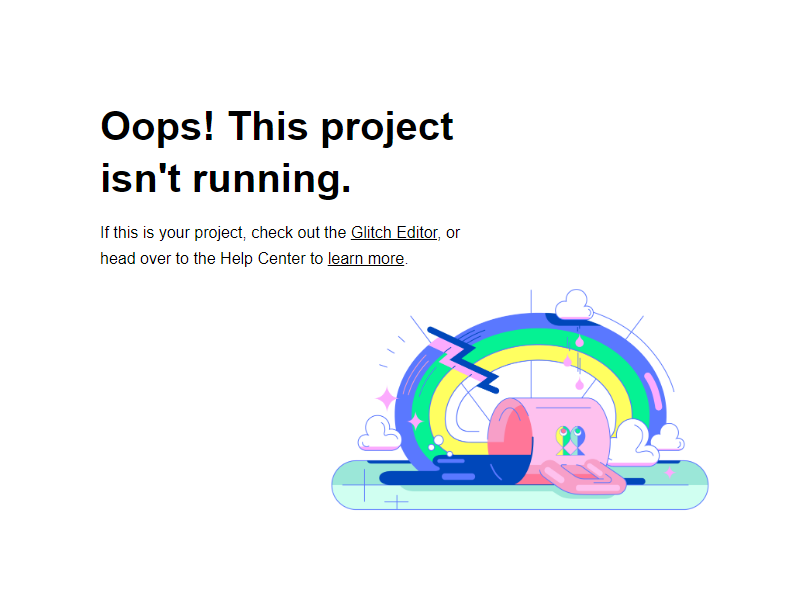 Oops! This project
isn't running.
If this is your project, check out the Glitch Editor, or
head over to the Help Center to learn more.